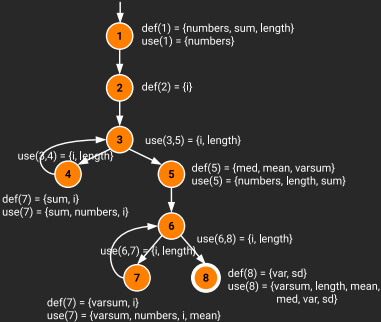 1
def(1) = {numbers, sum, length}
use(1) = {numbers}
2
def(2) = {i}
3
use(3,5) = {i, length}
use(3,4) = {i, length}
4
5
def(5) = {med, mean, varsum}
use(5) = {numbers, length, sum}
def(7) = {sum, i}
use(7) = {sum, numbers, i}
6
use(6,8) = {i, length}
use(6,7) = {i, length}
7
8
def(8) = {var, sd}
use(8) = {varsum, length, mean,
med, var, sd}
def(7) = {varsum, i}
use(7) = {varsum, numbers, i, mean}